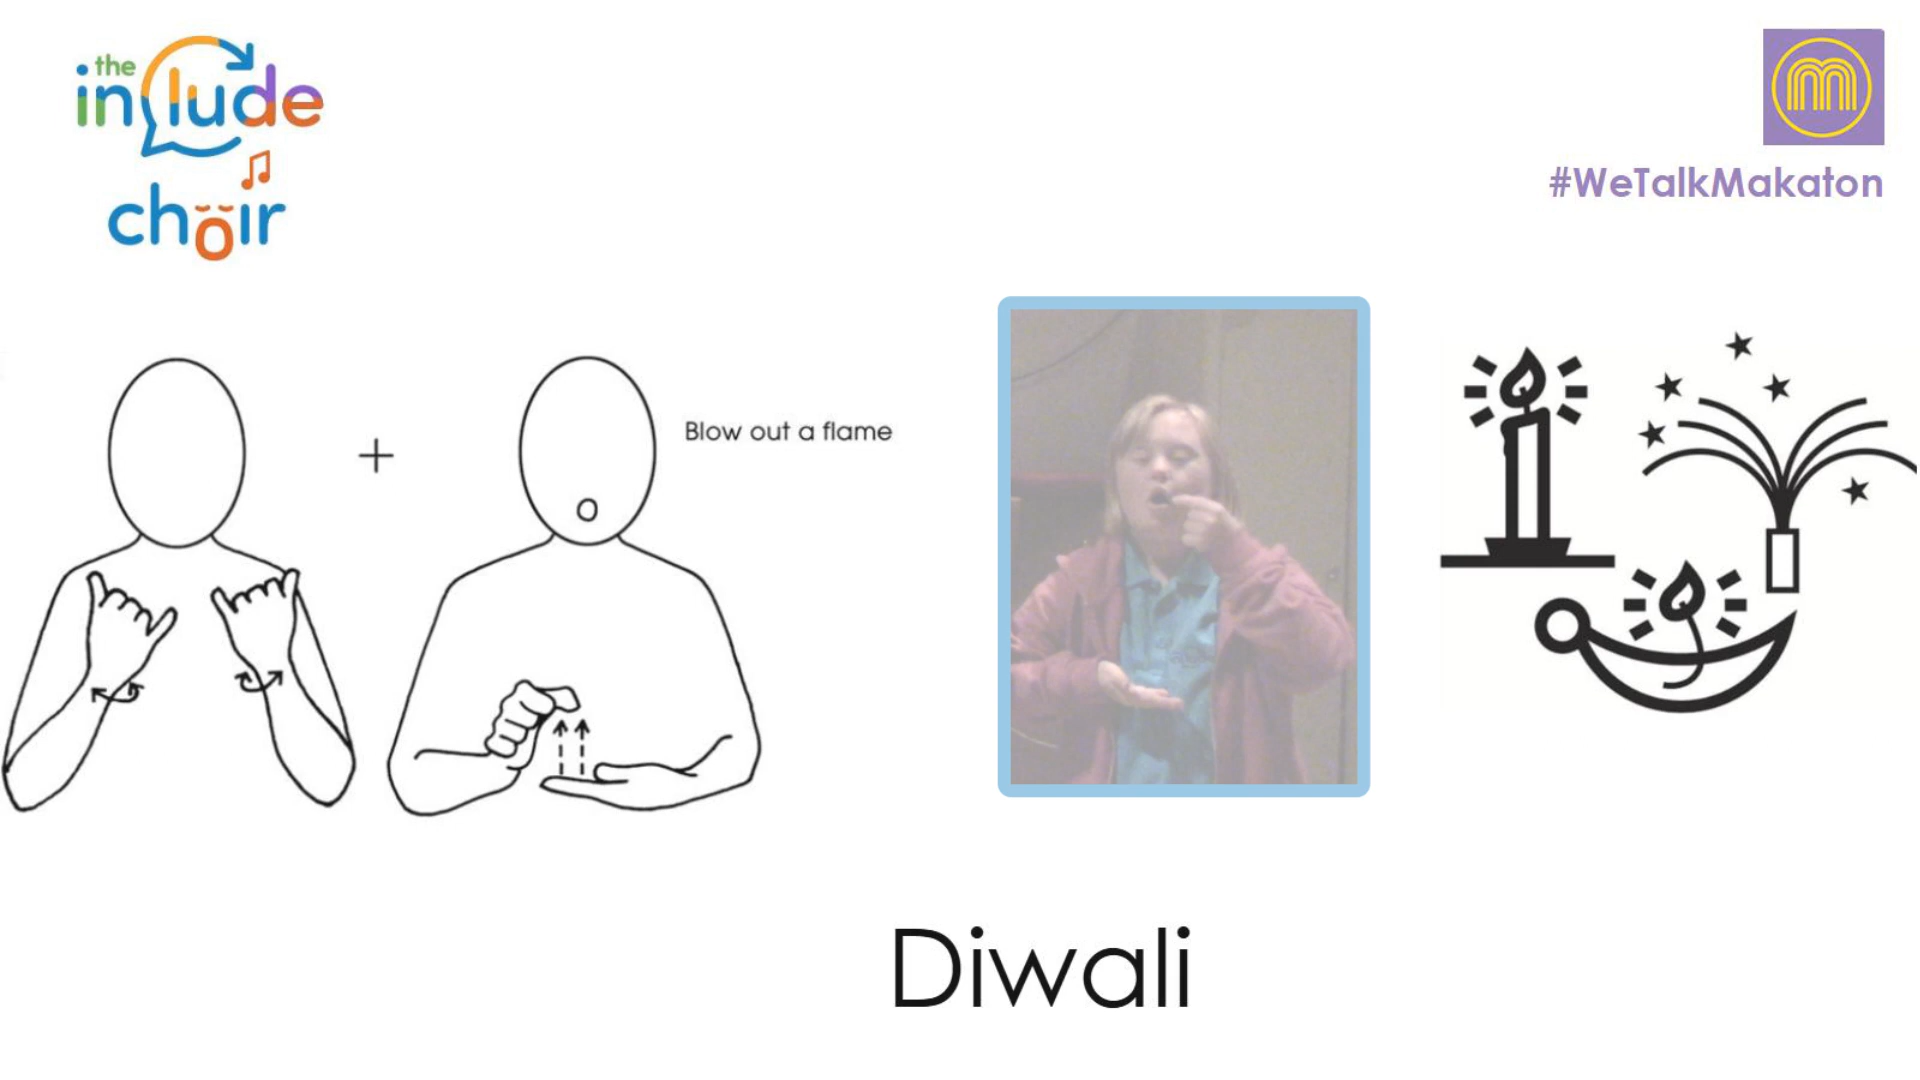 the
include
choir
#WeTalkMakaton
Blow out a flame
Diwali